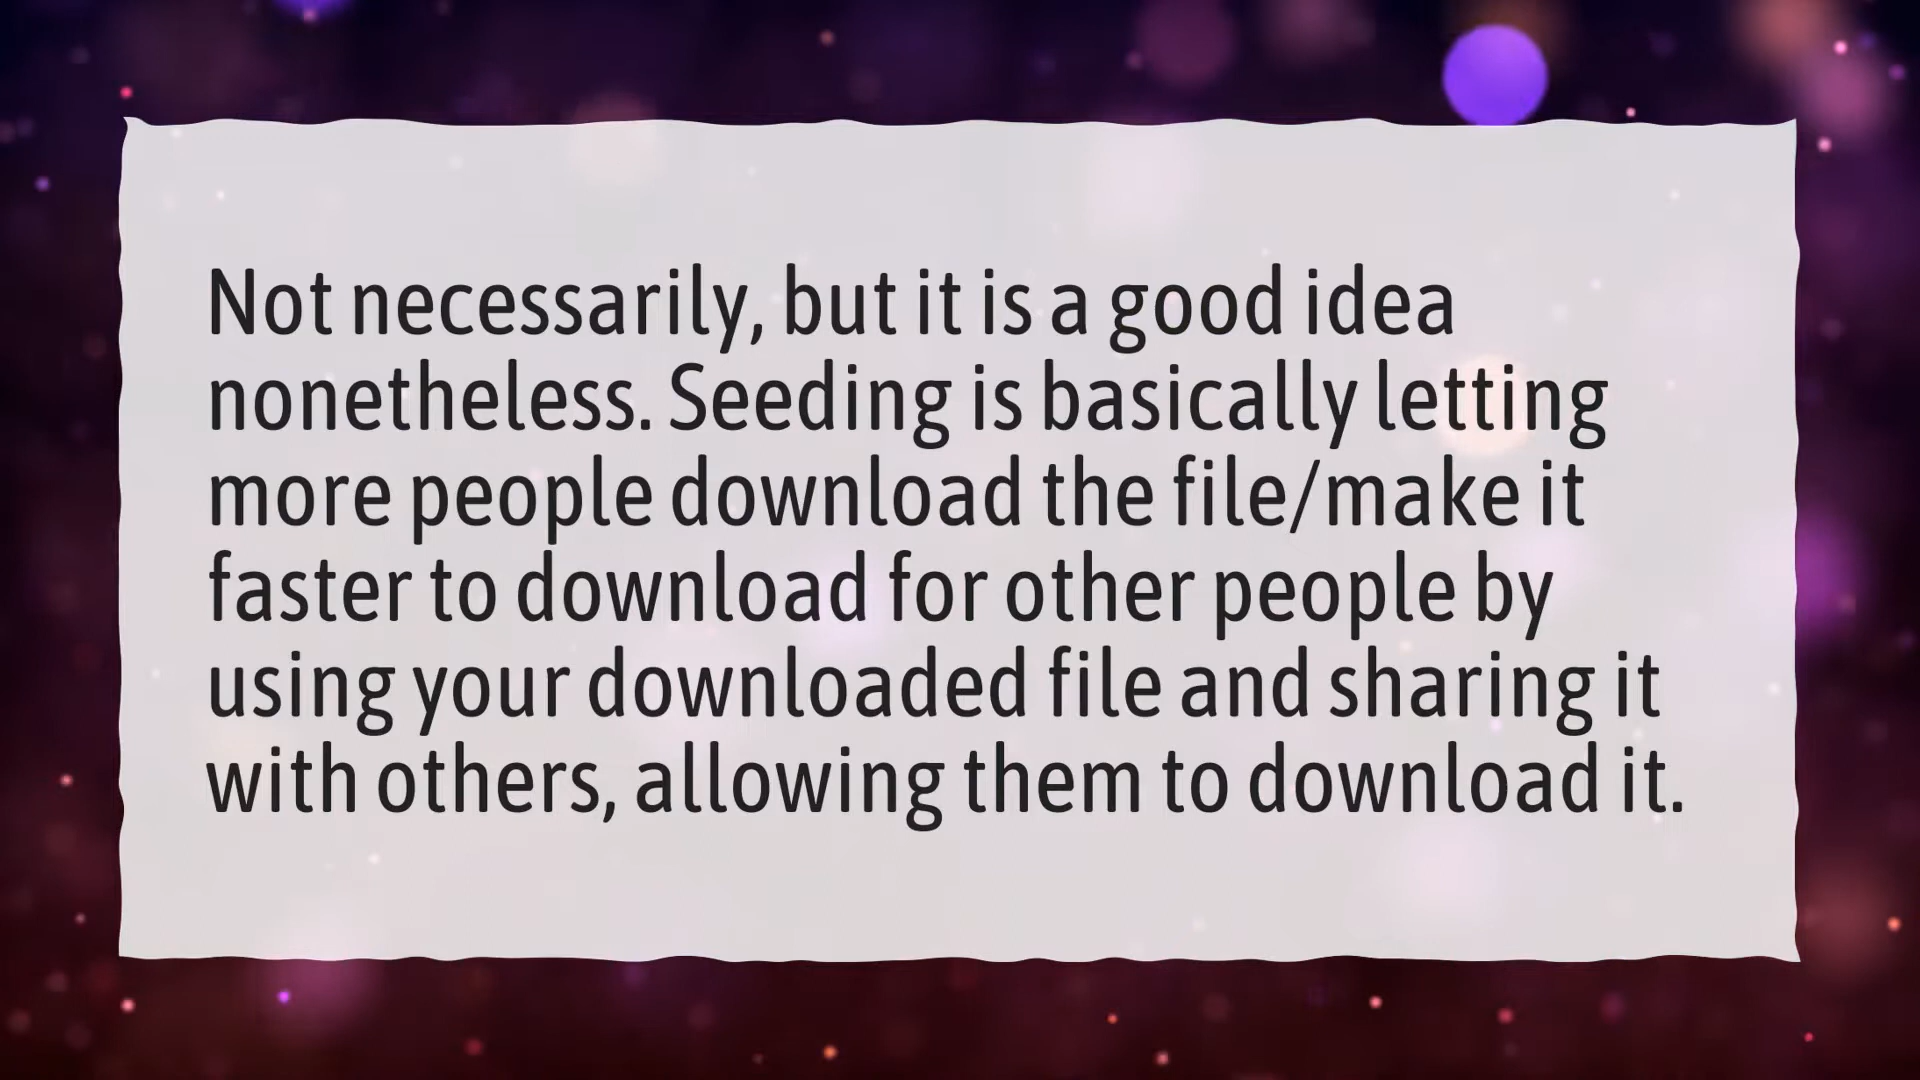 Not necessarily, but it is a good idea
nonetheless. Seeding is basically letting
more people download the file/make it
faster to download for other people by
using your downloaded file and sharing it
with others, allowing them to download it.